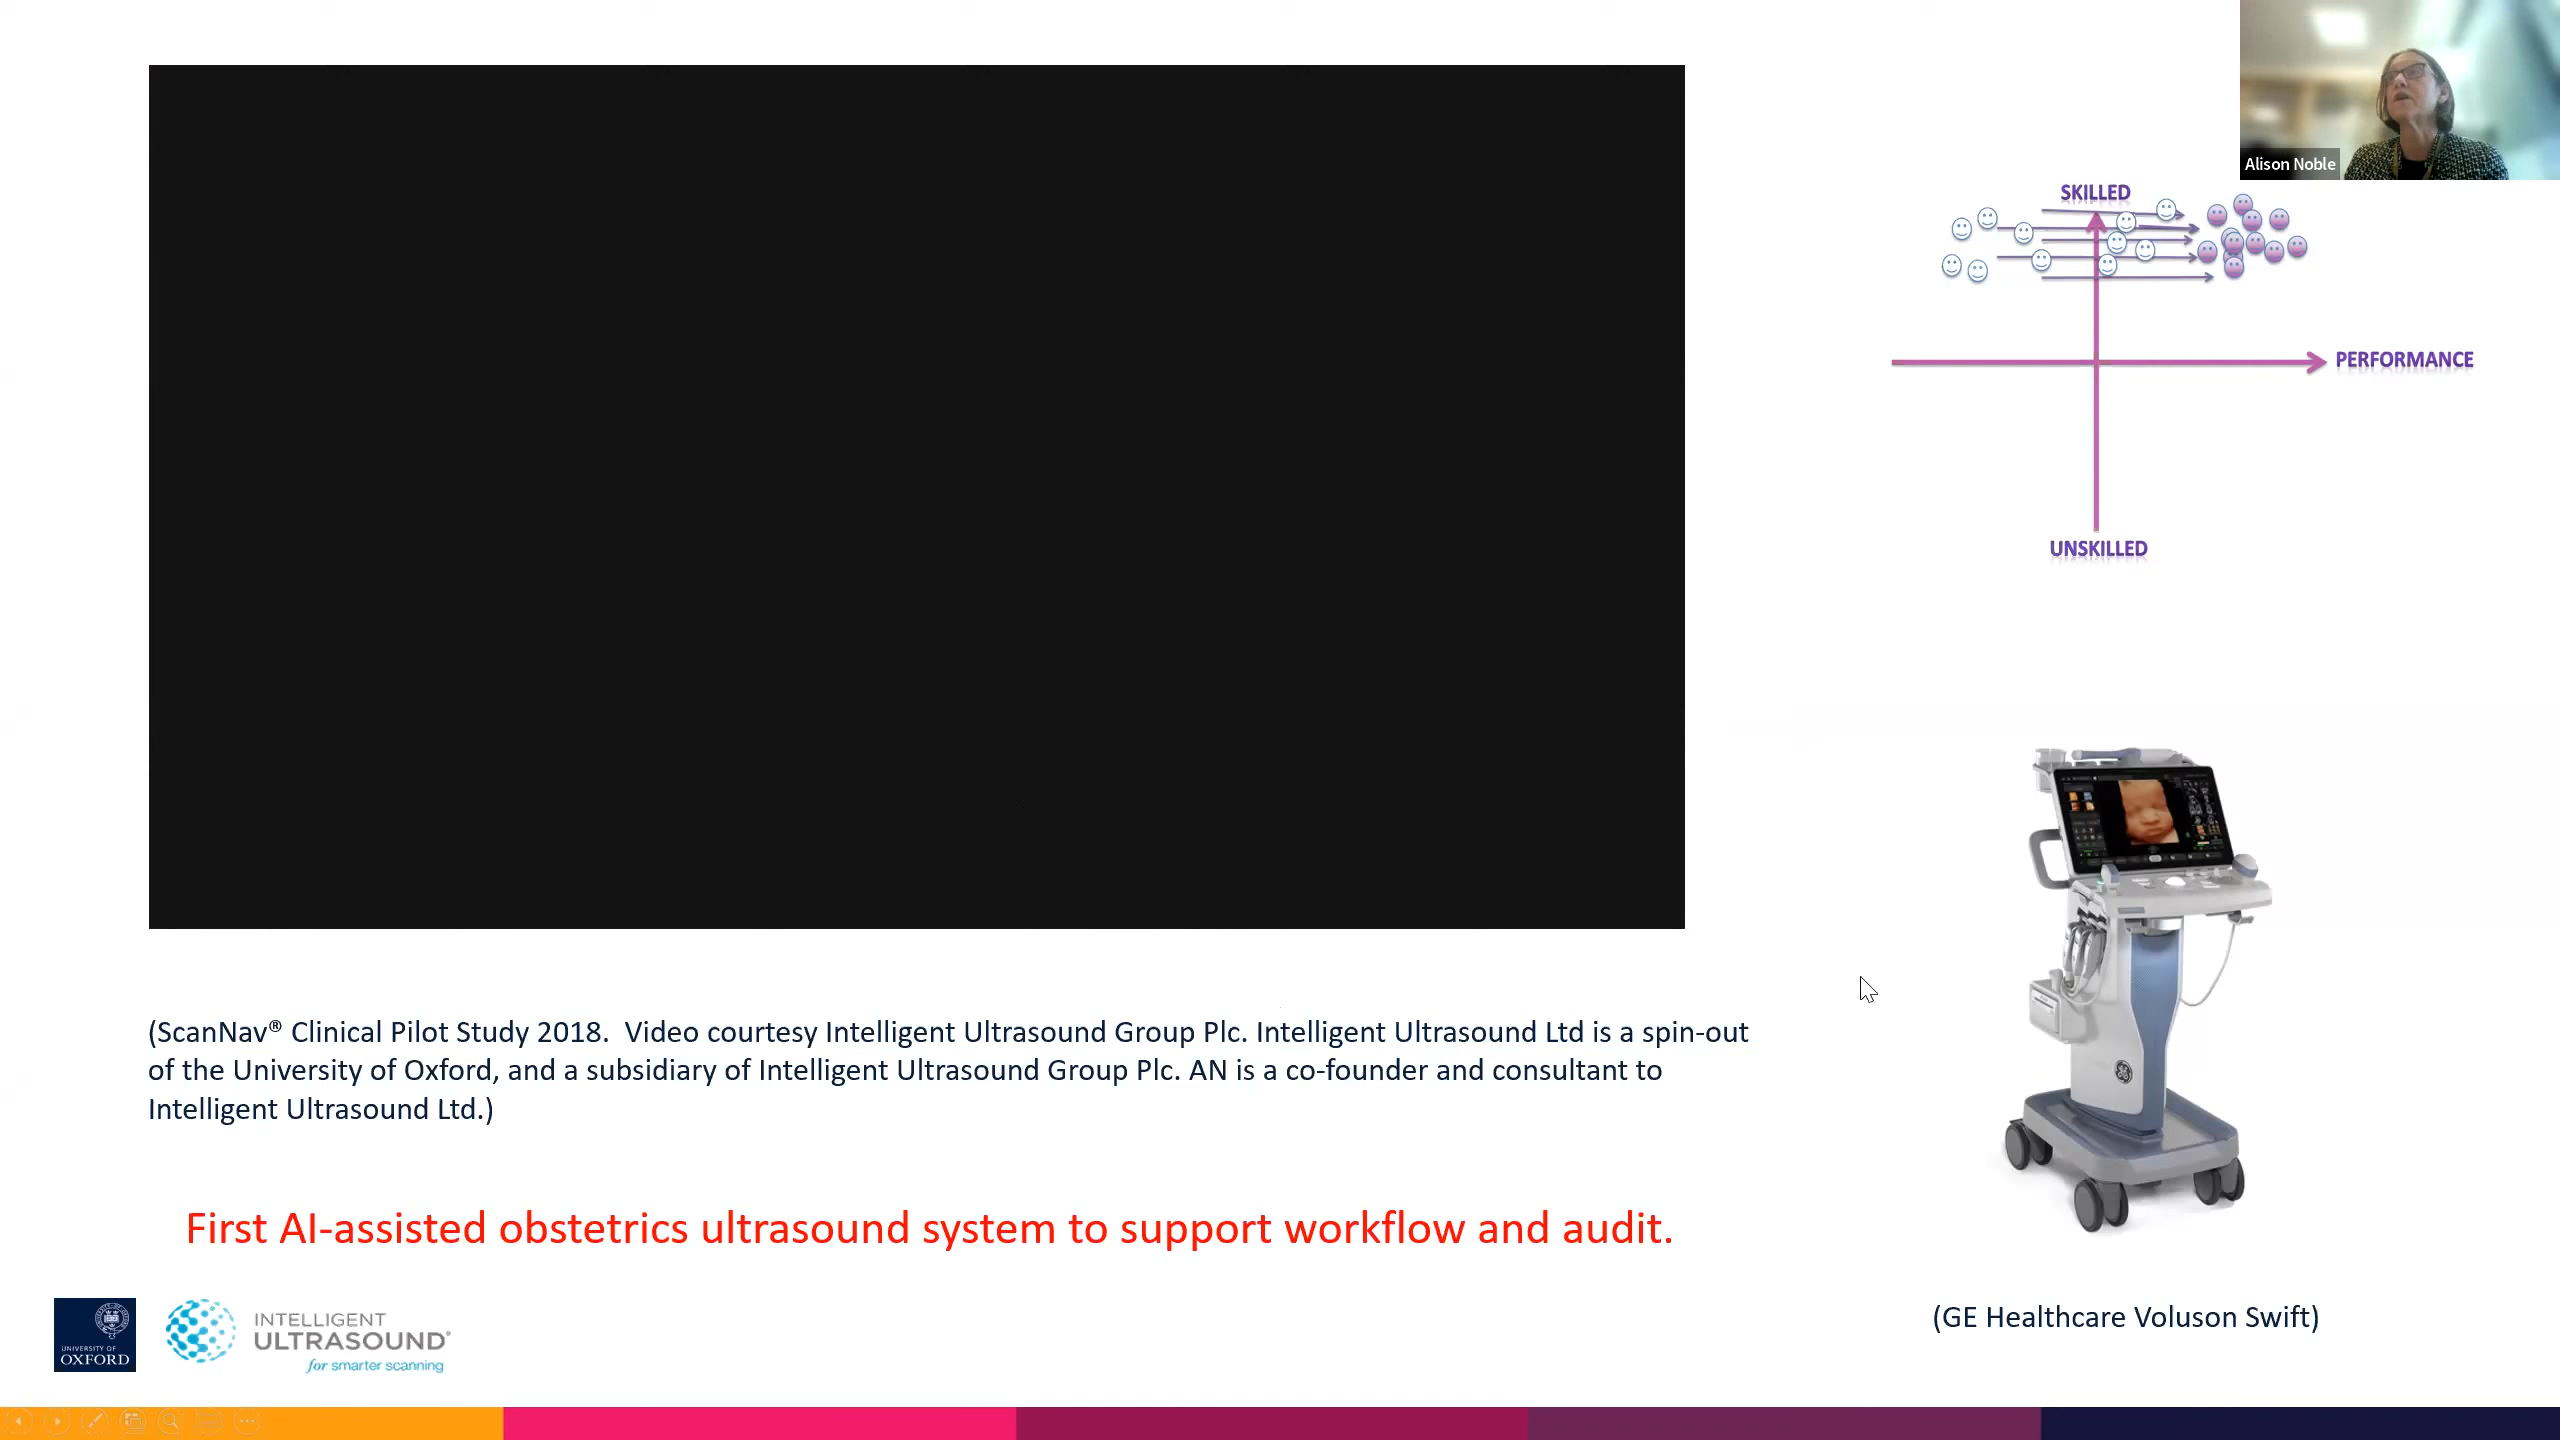 Alison Noble
SKILLED
PERFORMANCE
UNSKILLED
(ScanNav® Clinical Pilot Study 2018.  Video courtesy Intelligent Ultrasound Group Plc. Intelligent Ultrasound Ltd is a spin-out
of the University of Oxford, and a subsidiary of Intelligent Ultrasound Group Plc. AN is a co-founder and consultant to
Intelligent Ultrasound Ltd.)
First AI-assisted obstetrics ultrasound system to support workflow and audit.
UNIVERSITY OF
OXFORD
INTELLIGENT
ULTRASOUND®
for smarter scanning
(GE Healthcare Voluson Swift)